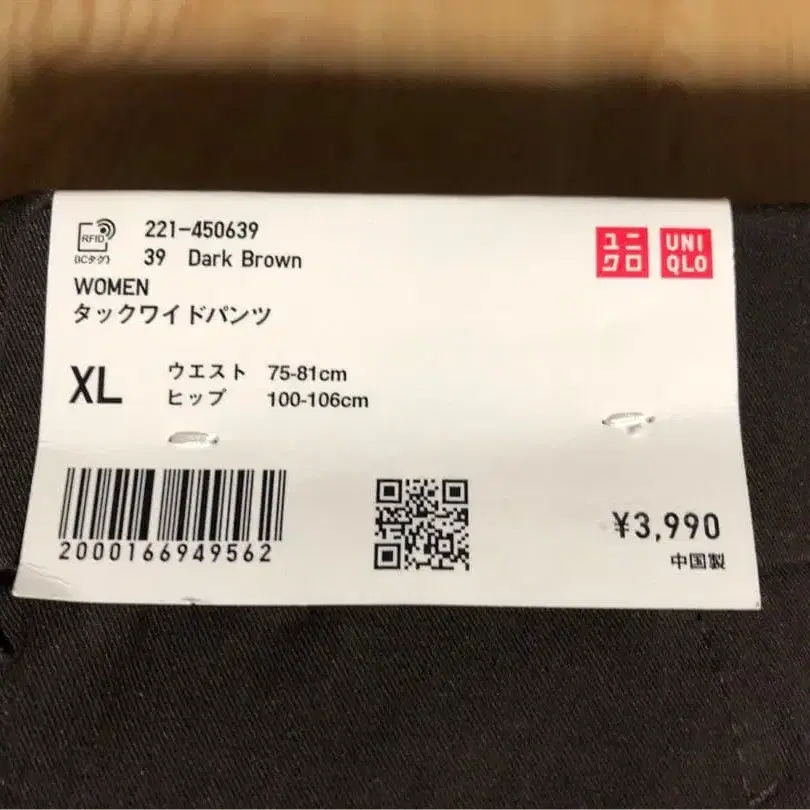 RFID
(ICタグ)
221-450639
39 Dark Brown
WOMEN
タックワイドパンツ
ユニ
クロ
UNI
QLO
XL
ウエスト 75-81cm
ヒップ 100-106cm
2000166949562
¥3,990
中国製